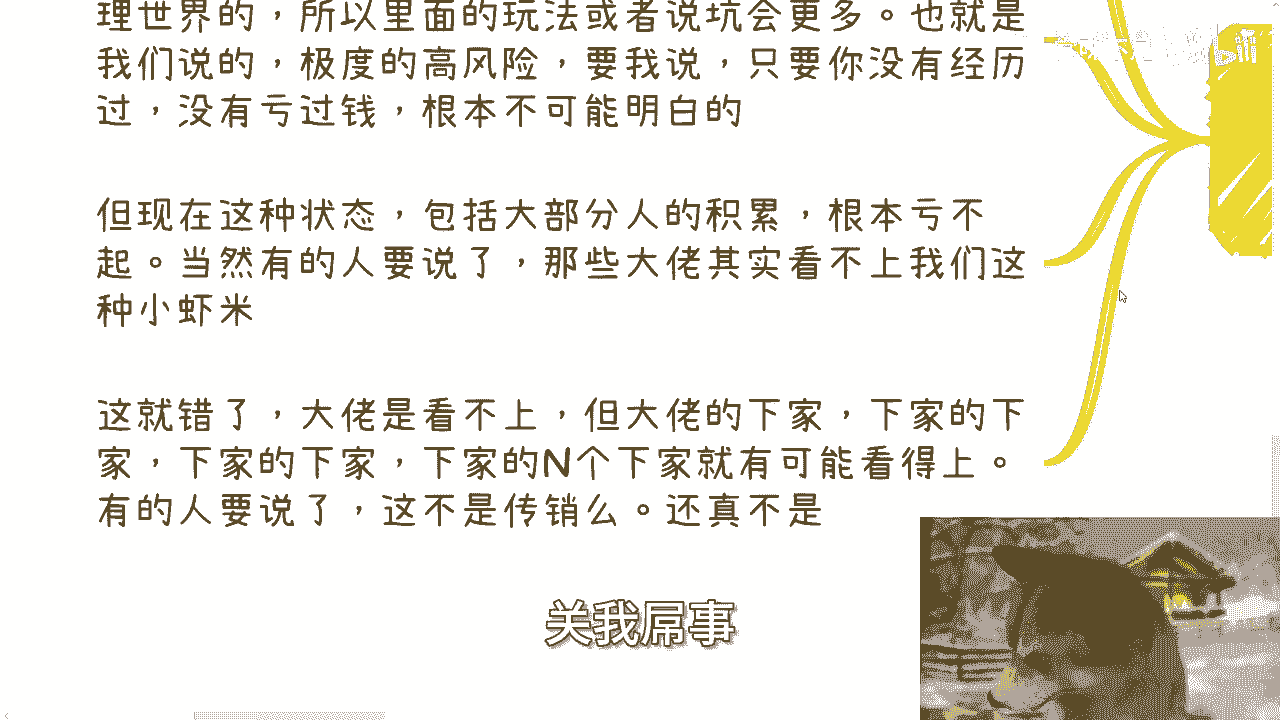 理世界的，所以里面的玩法或者说坑会更多。也就是
我们说的，极度的高风险，要我说，只要你没有经历
过，没有亏过钱，根本不可能明白的
但现在这种状态，包括大部分人的积累，根本亏不
起。当然有的人要说了，那些大佬其实看不上我们这
种小虾米
这就错了，大佬是看不上，但大佬的下家，下家的下
家，下家的下家，下家的N个下家就有可能看得上。
有的人要说了，这不是传销么。还真不是
关我屌事